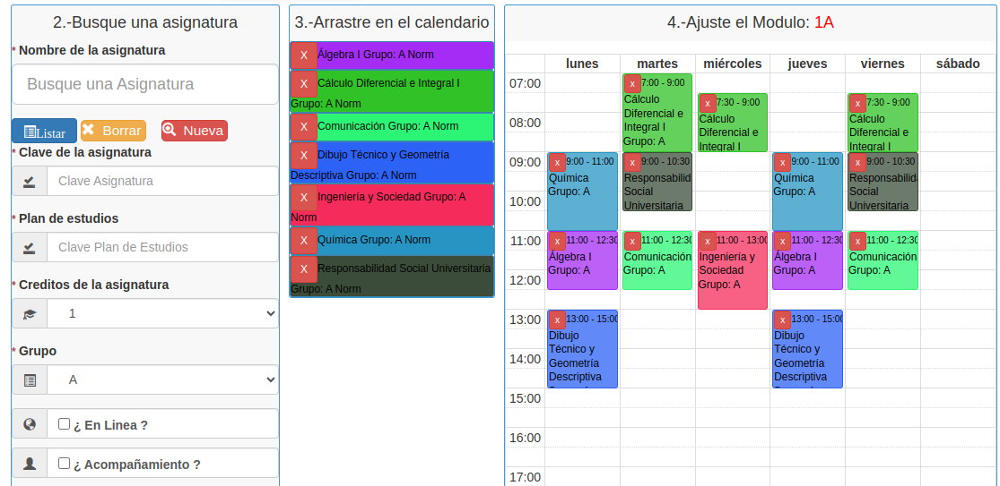 2.-Busque una asignatura
* Nombre de la asignatura
Busque una Asignatura
Listar
Borrar
Nueva
* Clave de la asignatura
Clave Asignatura
* Plan de estudios
Clave Plan de Estudios
* Creditos de la asignatura
1
* Grupo
A
¿ En Linea ?
¿ Acompañamiento ?
3.-Arrastre en el calendario
X Álgebra I Grupo: A Norm
X Cálculo Diferencial e Integral I
Grupo: A Norm
X Comunicación Grupo: A Norm
X Dibujo Técnico y Geometría
Descriptiva Grupo: A Norm
X Ingeniería y Sociedad Grupo: A
Norm
X Química Grupo: A Norm
X Responsabilidad Social Universitaria
Grupo: A Norm
4.-Ajuste el Modulo: 1A
lunes martes miércoles jueves viernes sábado
07:00
08:00
09:00
10:00
11:00
12:00
13:00
14:00
15:00
16:00
17:00
x 9:00 - 11:00
Química
Grupo: A
x 11:00 - 12:30
Álgebra I
Grupo: A
x 13:00 - 15:00
Dibujo
Técnico y
Geometría
Descriptiva
x 7:00 - 9:00
Cálculo
Diferencial e
Integral I
Grupo: A
x 9:00 - 10:30
Responsabilid
Social
Universitaria
x 11:00 - 12:30
Comunicación
Grupo: A
x 7:30 - 9:00
Cálculo
Diferencial e
Integral I
x 11:00 - 13:00
Ingeniería y
Sociedad
Grupo: A
x 9:00 - 11:00
Química
Grupo: A
x 11:00 - 12:30
Álgebra I
Grupo: A
x 13:00 - 15:00
Dibujo
Técnico y
Geometría
Descriptiva
x 7:30 - 9:00
Cálculo
Diferencial e
Integral I
x 9:00 - 10:30
Responsabilida
Social
Universitaria
x 11:00 - 12:30
Comunicación
Grupo: A